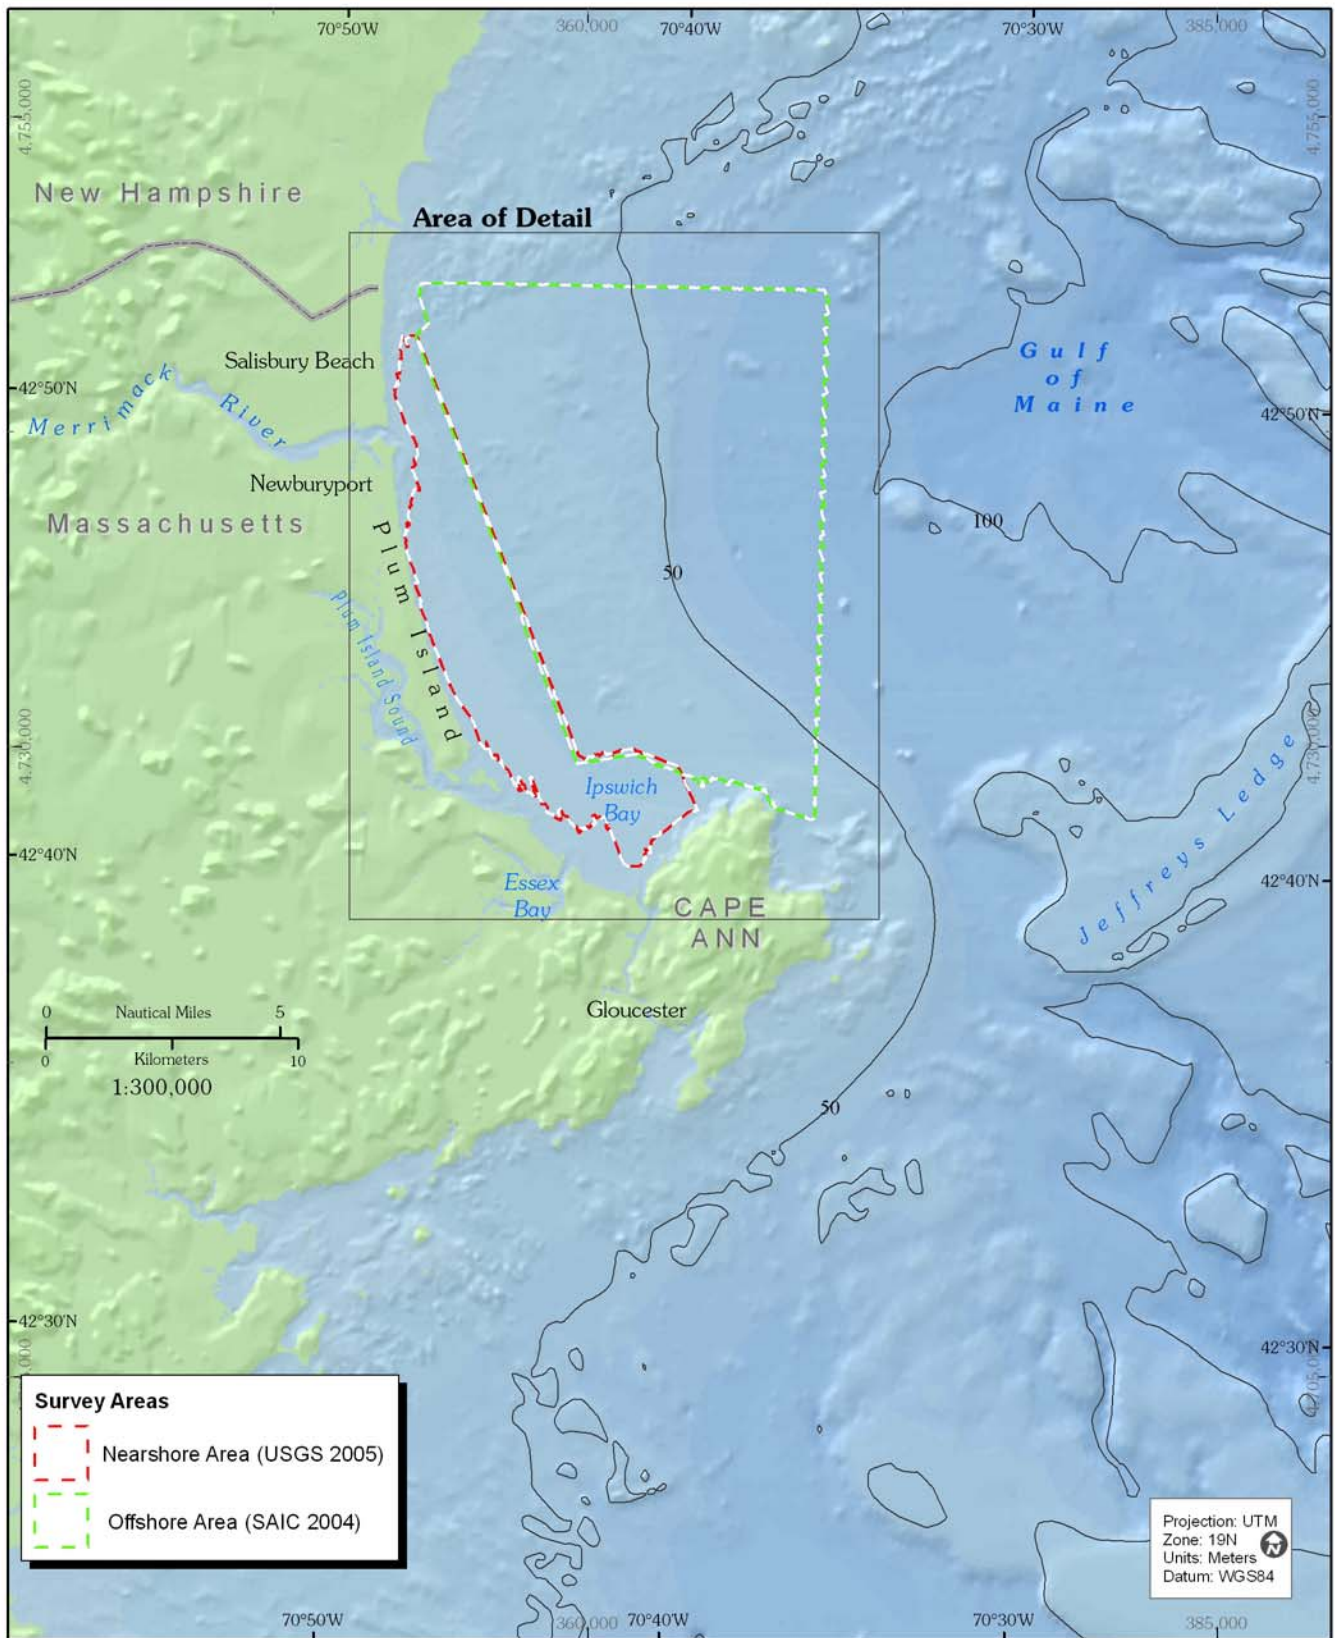 70°50'W
360,000
70°40'W
70°30'W
385,000
4,755,000
4,755,000
New Hampshire
Area of Detail
Salisbury Beach
Gulf
of
Maine
42°50'N
42°50'N
Merrimack
River
Newburyport
Massachusetts
100
Plum Island
50
Plum Island Sound
4,730,000
4,730,000
Ipswich
Bay
Jeffreys Ledge
42°40'N
42°40'N
Essex
Bay
CAPE
ANN
0 Nautical Miles 5
Gloucester
0 Kilometers 10
1:300,000
50
42°30'N
42°30'N
,000
4,705,000
Survey Areas
Nearshore Area (USGS 2005)
Offshore Area (SAIC 2004)
Projection: UTM
Zone: 19N
Units: Meters
Datum: WGS84
N
70°50'W
360,000
70°40'W
70°30'W
385,000